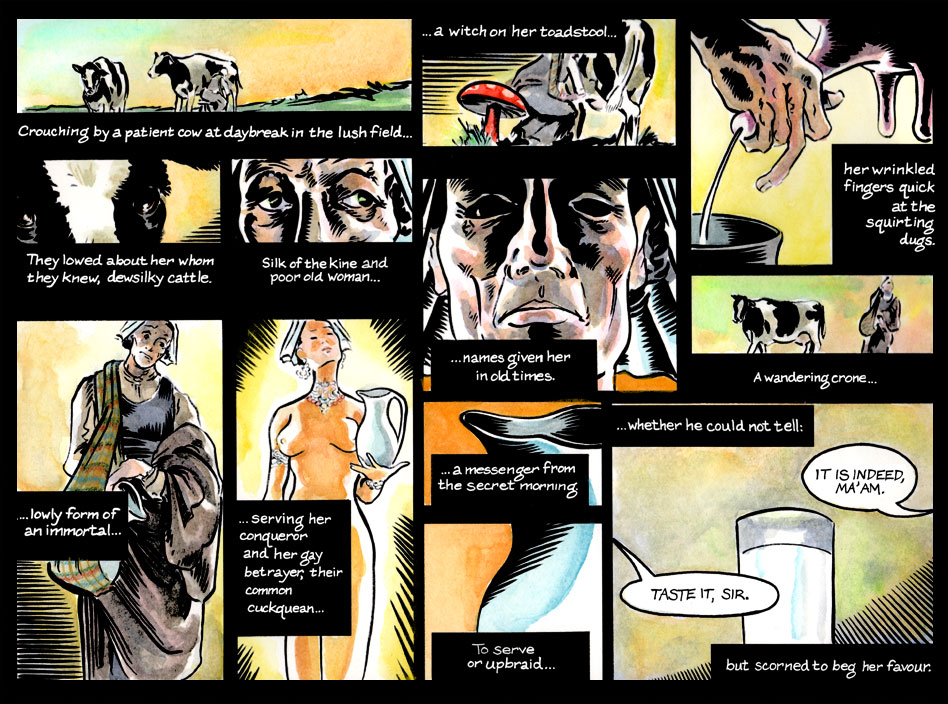 Crouching by a patient cow at daybreak in the lush field...
...a witch on her toadstool...
her wrinkled
fingers quick
at the
squirting
dugs.
They lowed about her whom
they knew, dewsilky cattle.
Silk of the kine and
poor old woman...
...names given her
in old times.
A wandering crone...
...lowly form of
an immortal...
...serving her
conqueror
and her gay
betrayer, their
common
cuckquean...
...a messenger from
the secret morning.
To serve
or upbraid...
...whether he could not tell:
IT IS INDEED,
MA'AM.
TASTE IT, SIR.
but scorned to beg her favour.